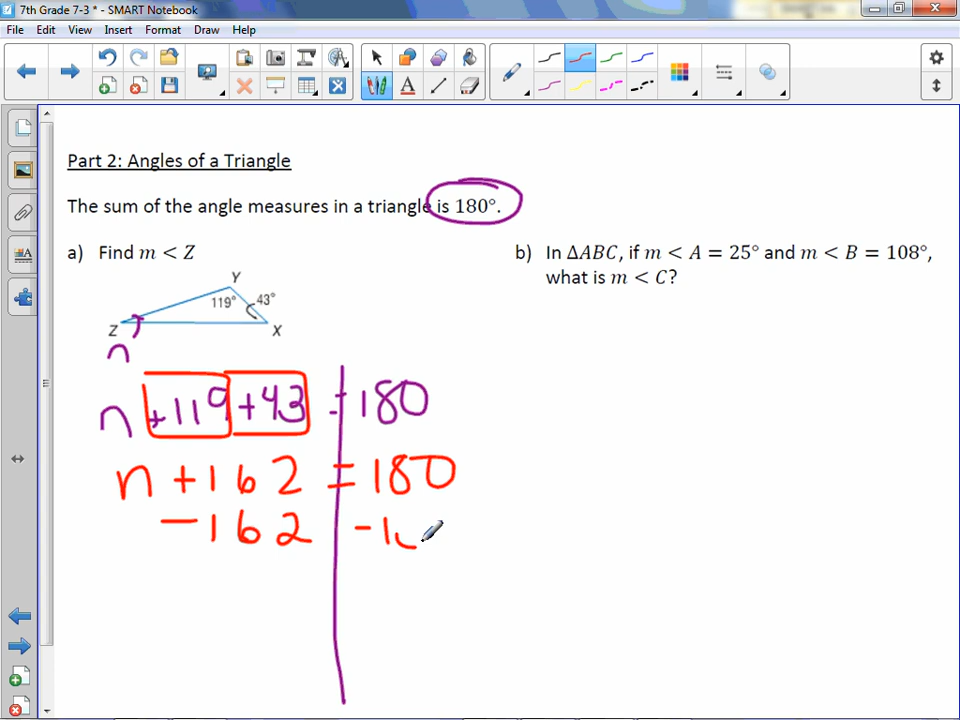 7th Grade 7-3 * - SMART Notebook
File Edit View Insert Format Draw Help
Part 2: Angles of a Triangle
The sum of the angle measures in a triangle is 180°.
a) Find m < Z
b) In ΔABC, if m < A = 25° and m < B = 108°,
what is m < C?
Y
119° 43°
Z X
n
n +119 +43 = 180
n + 162 = 180
- 162 - 1